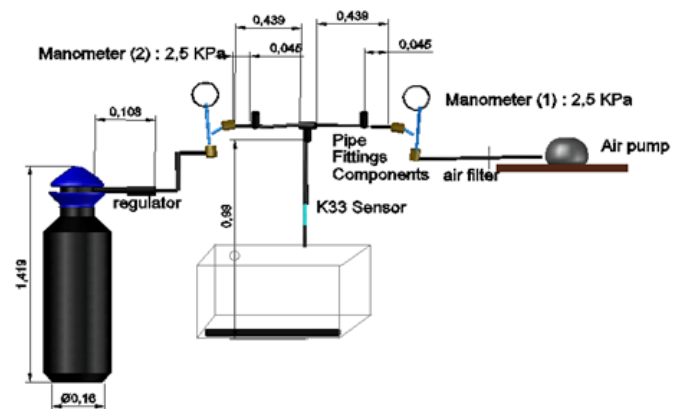 0,439
0,439
0,045
0,045
Manometer (2) : 2,5 KPa
Manometer (1) : 2,5 KPa
0,108
Pipe
Fittings
Components
Air pump
air filter
regulator
K33 Sensor
0,99
1,419
Ø0,16